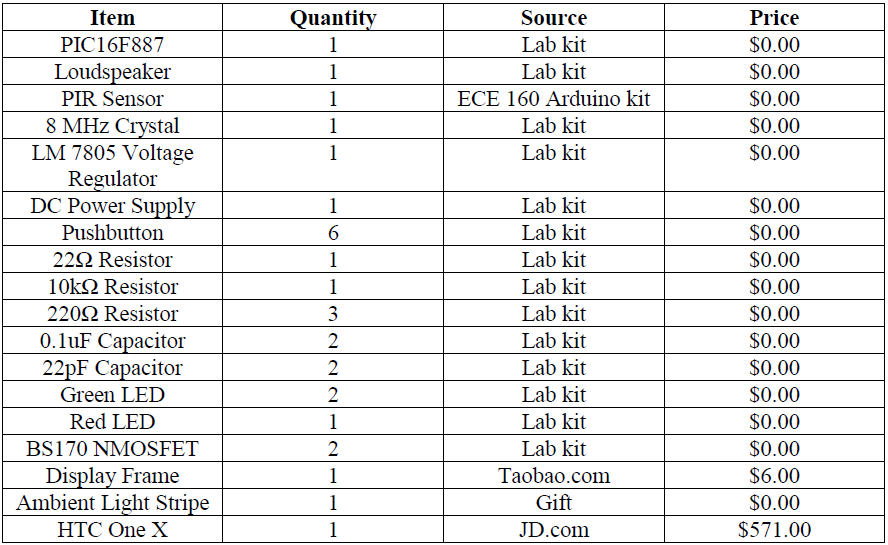 Item Quantity Source Price
PIC16F887 1 Lab kit $0.00
Loudspeaker 1 Lab kit $0.00
PIR Sensor 1 ECE 160 Arduino kit $0.00
8 MHz Crystal 1 Lab kit $0.00
LM 7805 Voltage 1 Lab kit $0.00
Regulator
DC Power Supply 1 Lab kit $0.00
Pushbutton 6 Lab kit $0.00
22Ω Resistor 1 Lab kit $0.00
10kΩ Resistor 1 Lab kit $0.00
220Ω Resistor 3 Lab kit $0.00
0.1uF Capacitor 2 Lab kit $0.00
22pF Capacitor 2 Lab kit $0.00
Green LED 2 Lab kit $0.00
Red LED 1 Lab kit $0.00
BS170 NMOSFET 2 Lab kit $0.00
Display Frame 1 Taobao.com $6.00
Ambient Light Stripe 1 Gift $0.00
HTC One X 1 JD.com $571.00